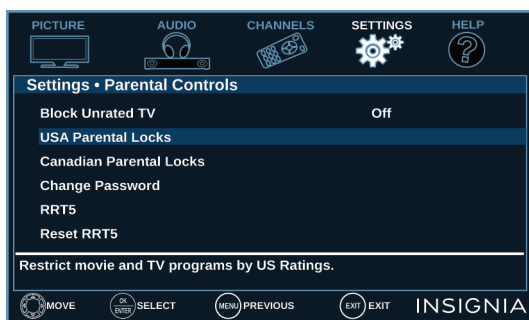 PICTURE AUDIO CHANNELS SETTINGS HELP
?
Settings • Parental Controls
Block Unrated TV Off
USA Parental Locks
Canadian Parental Locks
Change Password
RRT5
Reset RRT5
Restrict movie and TV programs by US Ratings.
MOVE OK ENTER SELECT MENU PREVIOUS EXIT EXIT INSIGNIA